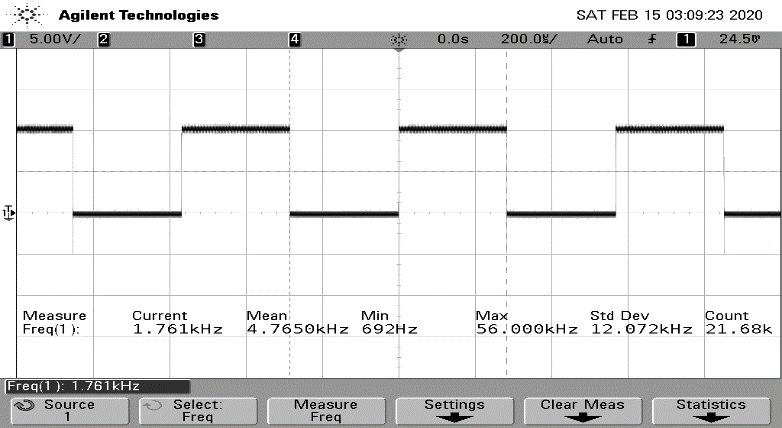 Agilent Technologies SAT FEB 15 03:09:23 2020
1 5.00V/ 2 3 4 0.0s 200.0㎲/ Auto 1 24.5
Measure Current Mean Min Max Std Dev Count
Freq(1): 1.761kHz 4.7650kHz 692Hz 56.000kHz 12.072kHz 21.68k
Freq(1): 1.761kHz
Source Select: Measure Settings Clear Meas Statistics
1 Freq Freq